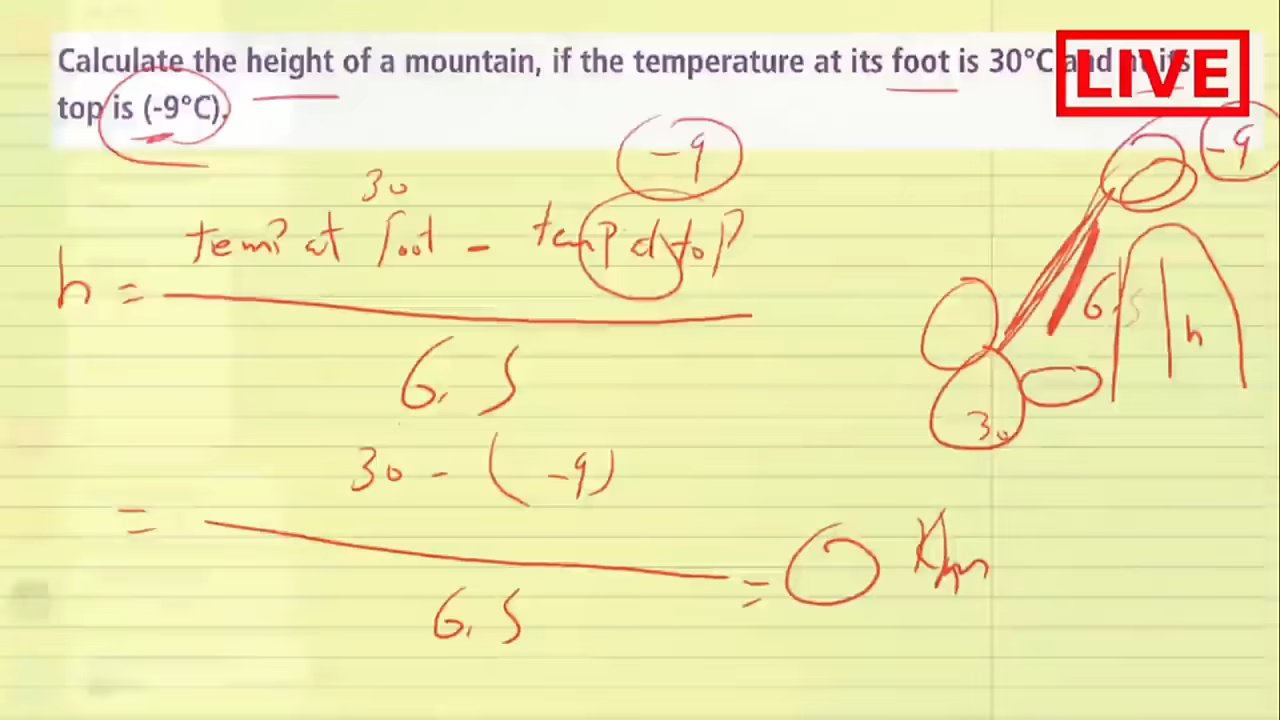 Calculate the height of a mountain, if the temperature at its foot is 30°C and at its
LIVE
top is (-9°C).
-9
-9
30
temp at foot - temp at top
h =
6.5
6.5
h
30
30 - (-9)
=
6.5
= 0 Km